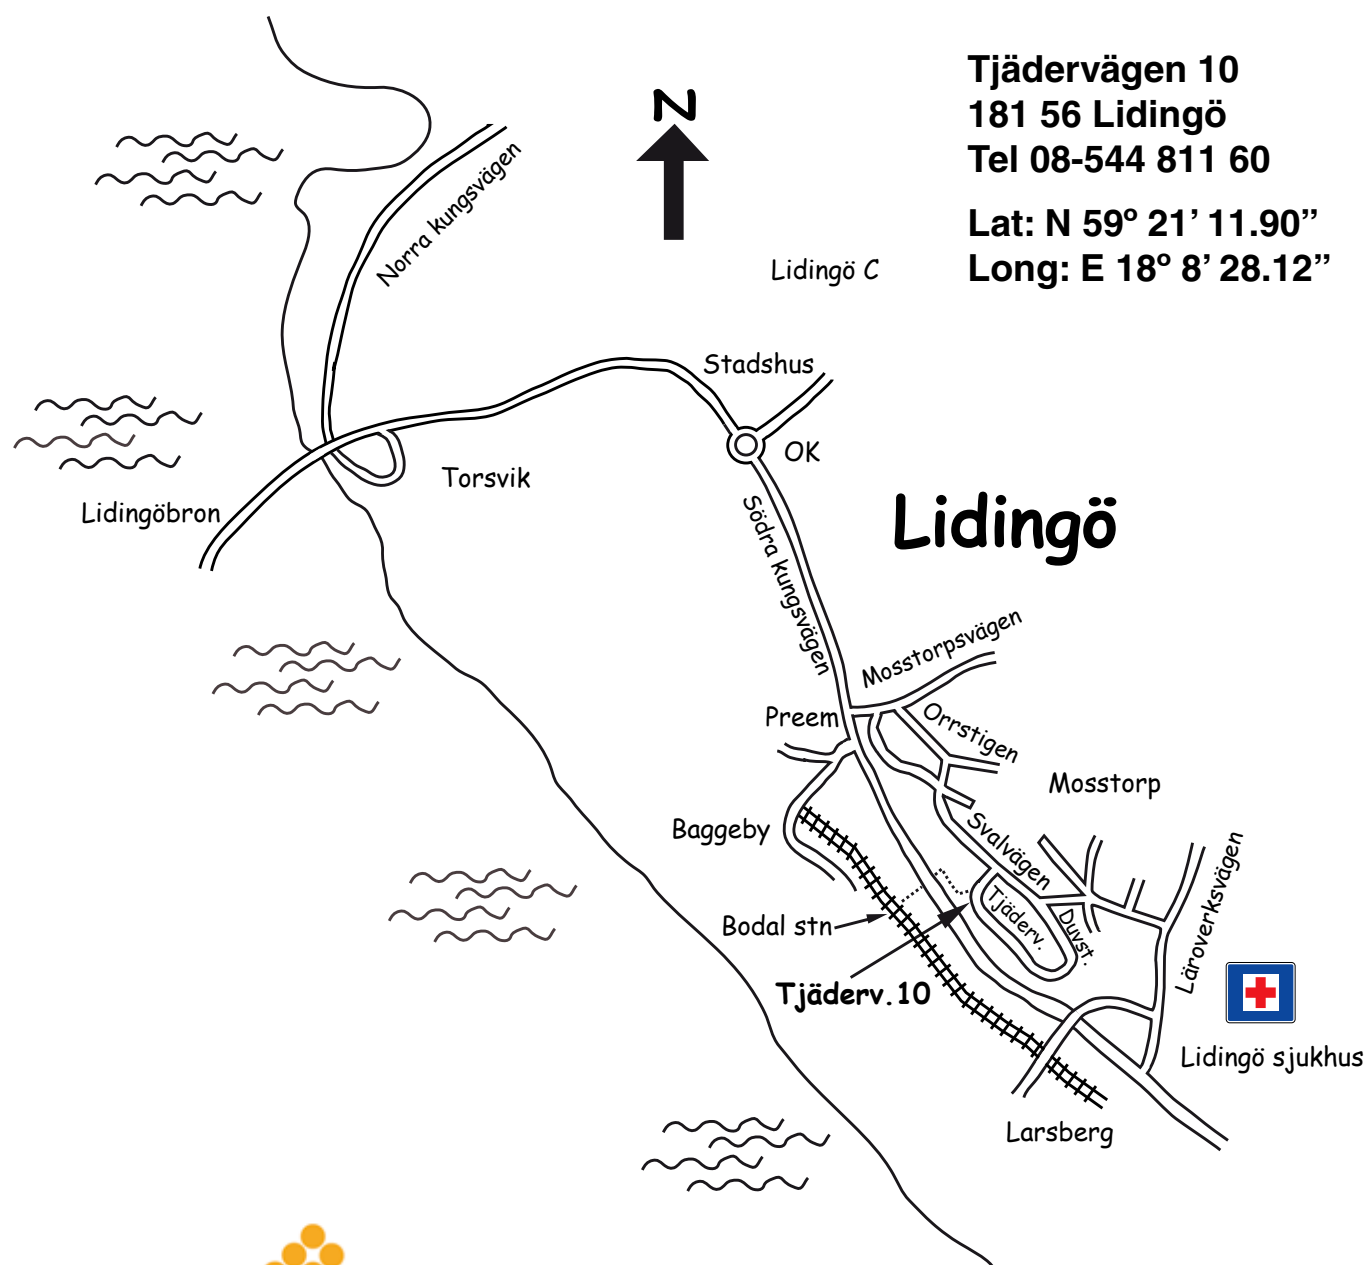 Tjädervägen 10
181 56 Lidingö
Tel 08-544 811 60
Lat: N 59º 21’ 11.90”
Long: E 18º 8’ 28.12”
N
Norra kungsvägen
Lidingö C
Stadshus
OK
Torsvik
Lidingöbron
Lidingö
Södra kungsvägen
Mosstorpsvägen
Preem
Orrstigen
Mosstorp
Baggeby
Svalvägen
Läroverksvägen
Tjäderv.
Duvst.
Bodal stn
Tjäderv.10
Lidingö sjukhus
Larsberg